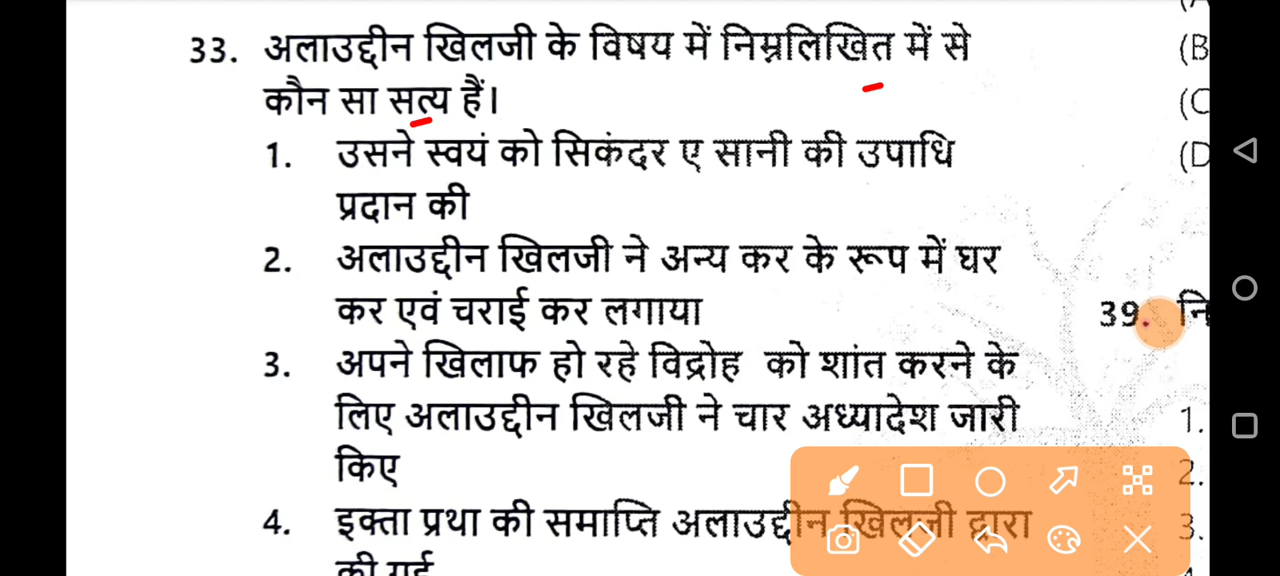 33. अलाउद्दीन खिलजी के विषय में निम्नलिखित में से
कौन सा सत्य हैं।
1. उसने स्वयं को सिकंदर ए सानी की उपाधि
प्रदान की
2. अलाउद्दीन खिलजी ने अन्य कर के रूप में घर
कर एवं चराई कर लगाया
3. अपने खिलाफ हो रहे विद्रोह को शांत करने के
लिए अलाउद्दीन खिलजी ने चार अध्यादेश जारी
किए
4. इक्ता प्रथा की समाप्ति अलाउद्दीन खिलजी द्वारा
की गई
(B
(C
(D
39. नि
1.
2.
3.